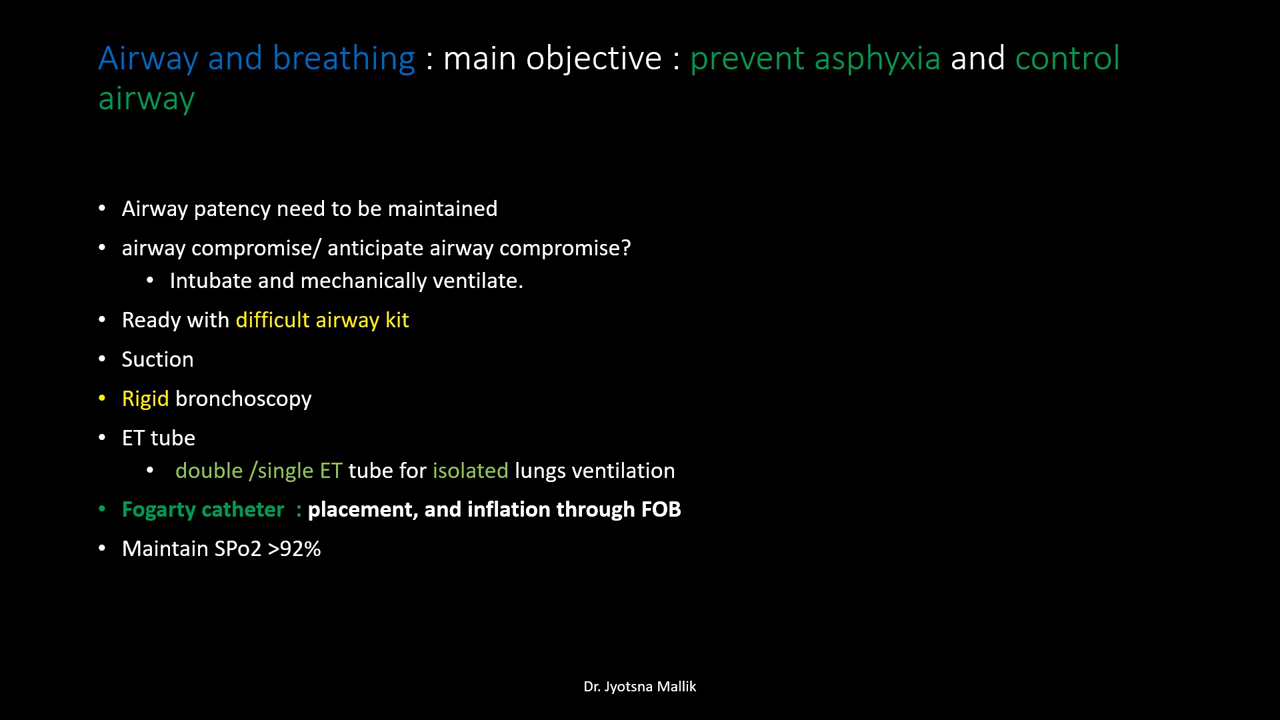 Airway and breathing : main objective : prevent asphyxia and control
airway
• Airway patency need to be maintained
• airway compromise/ anticipate airway compromise?
• Intubate and mechanically ventilate.
• Ready with difficult airway kit
• Suction
• Rigid bronchoscopy
• ET tube
• double /single ET tube for isolated lungs ventilation
• Fogarty catheter : placement, and inflation through FOB
• Maintain SPo2 >92%
Dr. Jyotsna Mallik